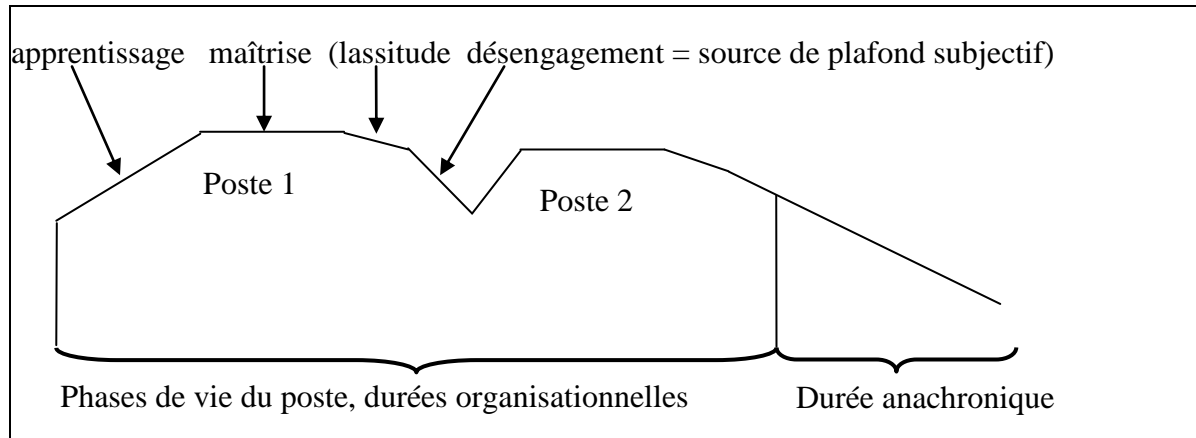 apprentissage maîtrise (lassitude désengagement = source de plafond subjectif)
Poste 1
Poste 2
Phases de vie du poste, durées organisationnelles
Durée anachronique